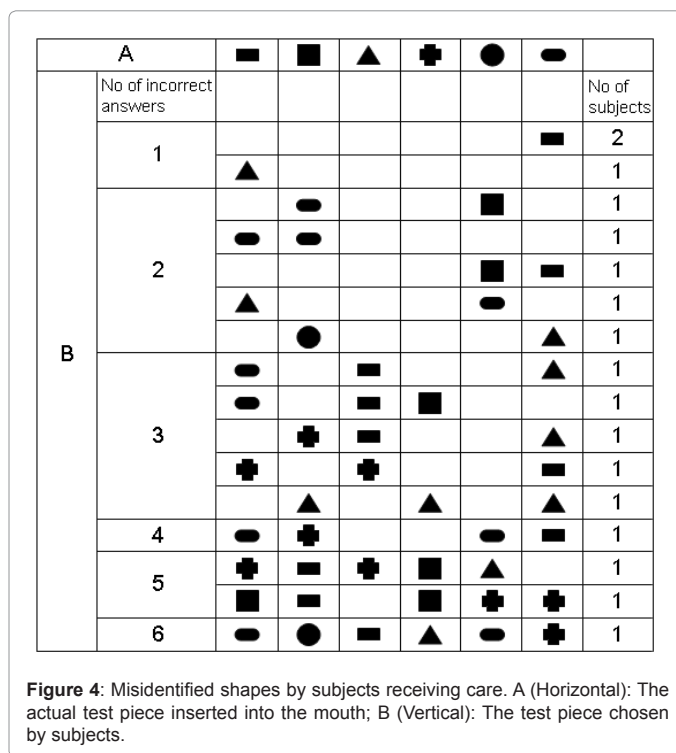 A
No of incorrect
answers
No of
subjects
B
1
2
1
2
1
1
1
1
1
3
1
1
1
1
1
4
1
5
1
1
6
1
Figure 4: Misidentified shapes by subjects receiving care. A (Horizontal): The
actual test piece inserted into the mouth; B (Vertical): The test piece chosen
by subjects.